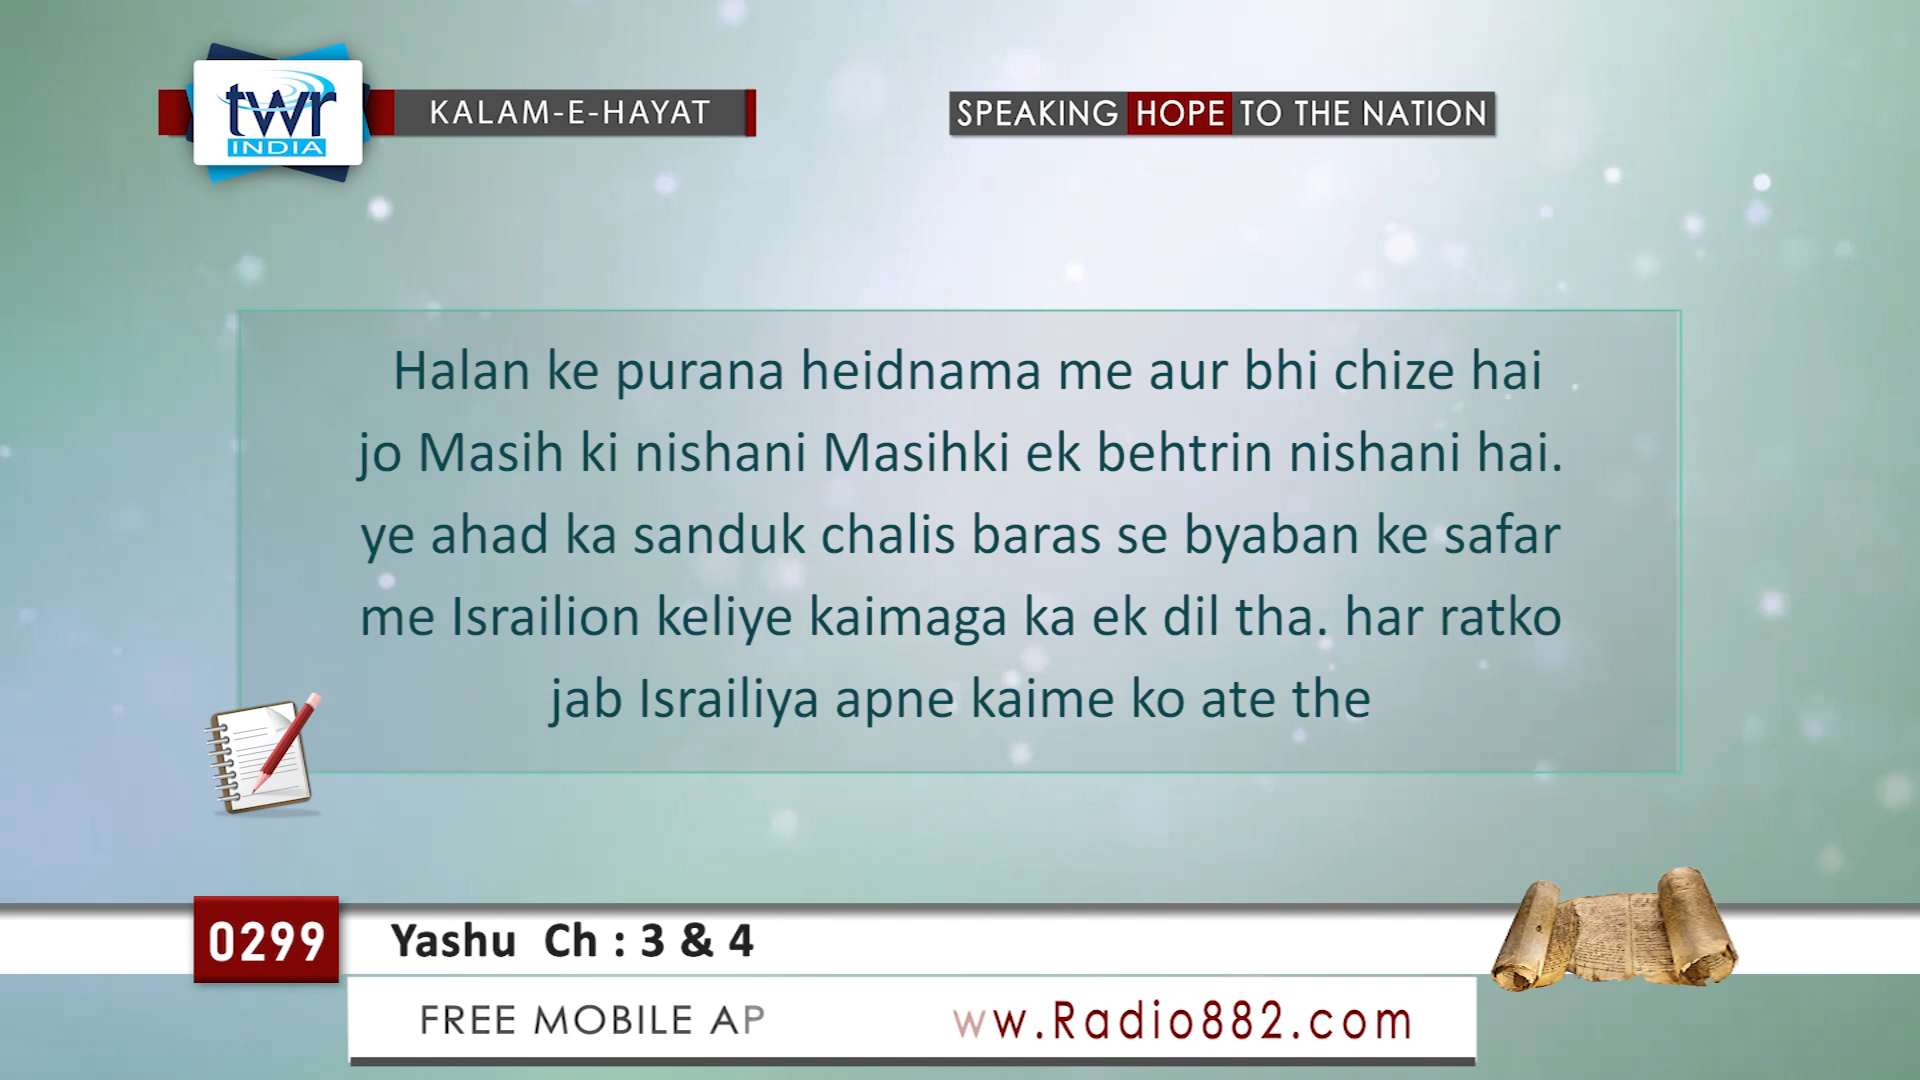 twr
INDIA
KALAM-E-HAYAT
SPEAKING HOPE TO THE NATION
Halan ke purana heidnama me aur bhi chize hai
jo Masih ki nishani Masihki ek behtrin nishani hai.
ye ahad ka sanduk chalis baras se byaban ke safar
me Israilion keliye kaimaga ka ek dil tha. har ratko
jab Israiliya apne kaime ko ate the
0299
Yashu Ch : 3 & 4
FREE MOBILE AP
ww.Radio882.com